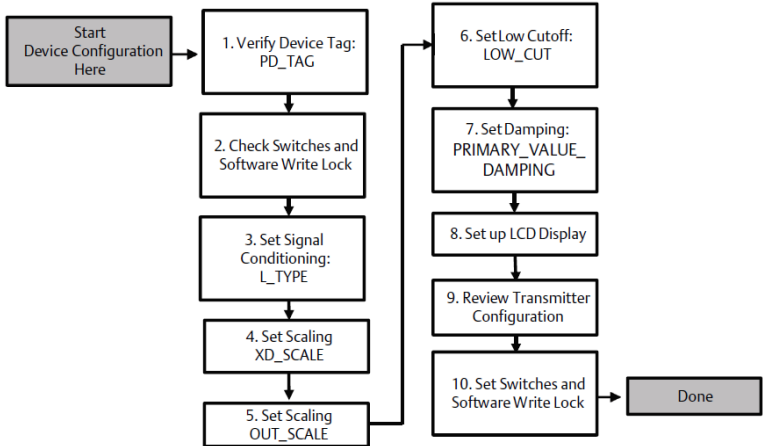 Start
Device Configuration
Here
1. Verify Device Tag:
PD_TAG
2. Check Switches and
Software Write Lock
3. Set Signal
Conditioning:
L_TYPE
4. Set Scaling
XD_SCALE
5. Set Scaling
OUT_SCALE
6. Set Low Cutoff:
LOW_CUT
7. Set Damping:
PRIMARY_VALUE_
DAMPING
8. Set up LCD Display
9. Review Transmitter
Configuration
10. Set Switches and
Software Write Lock
Done